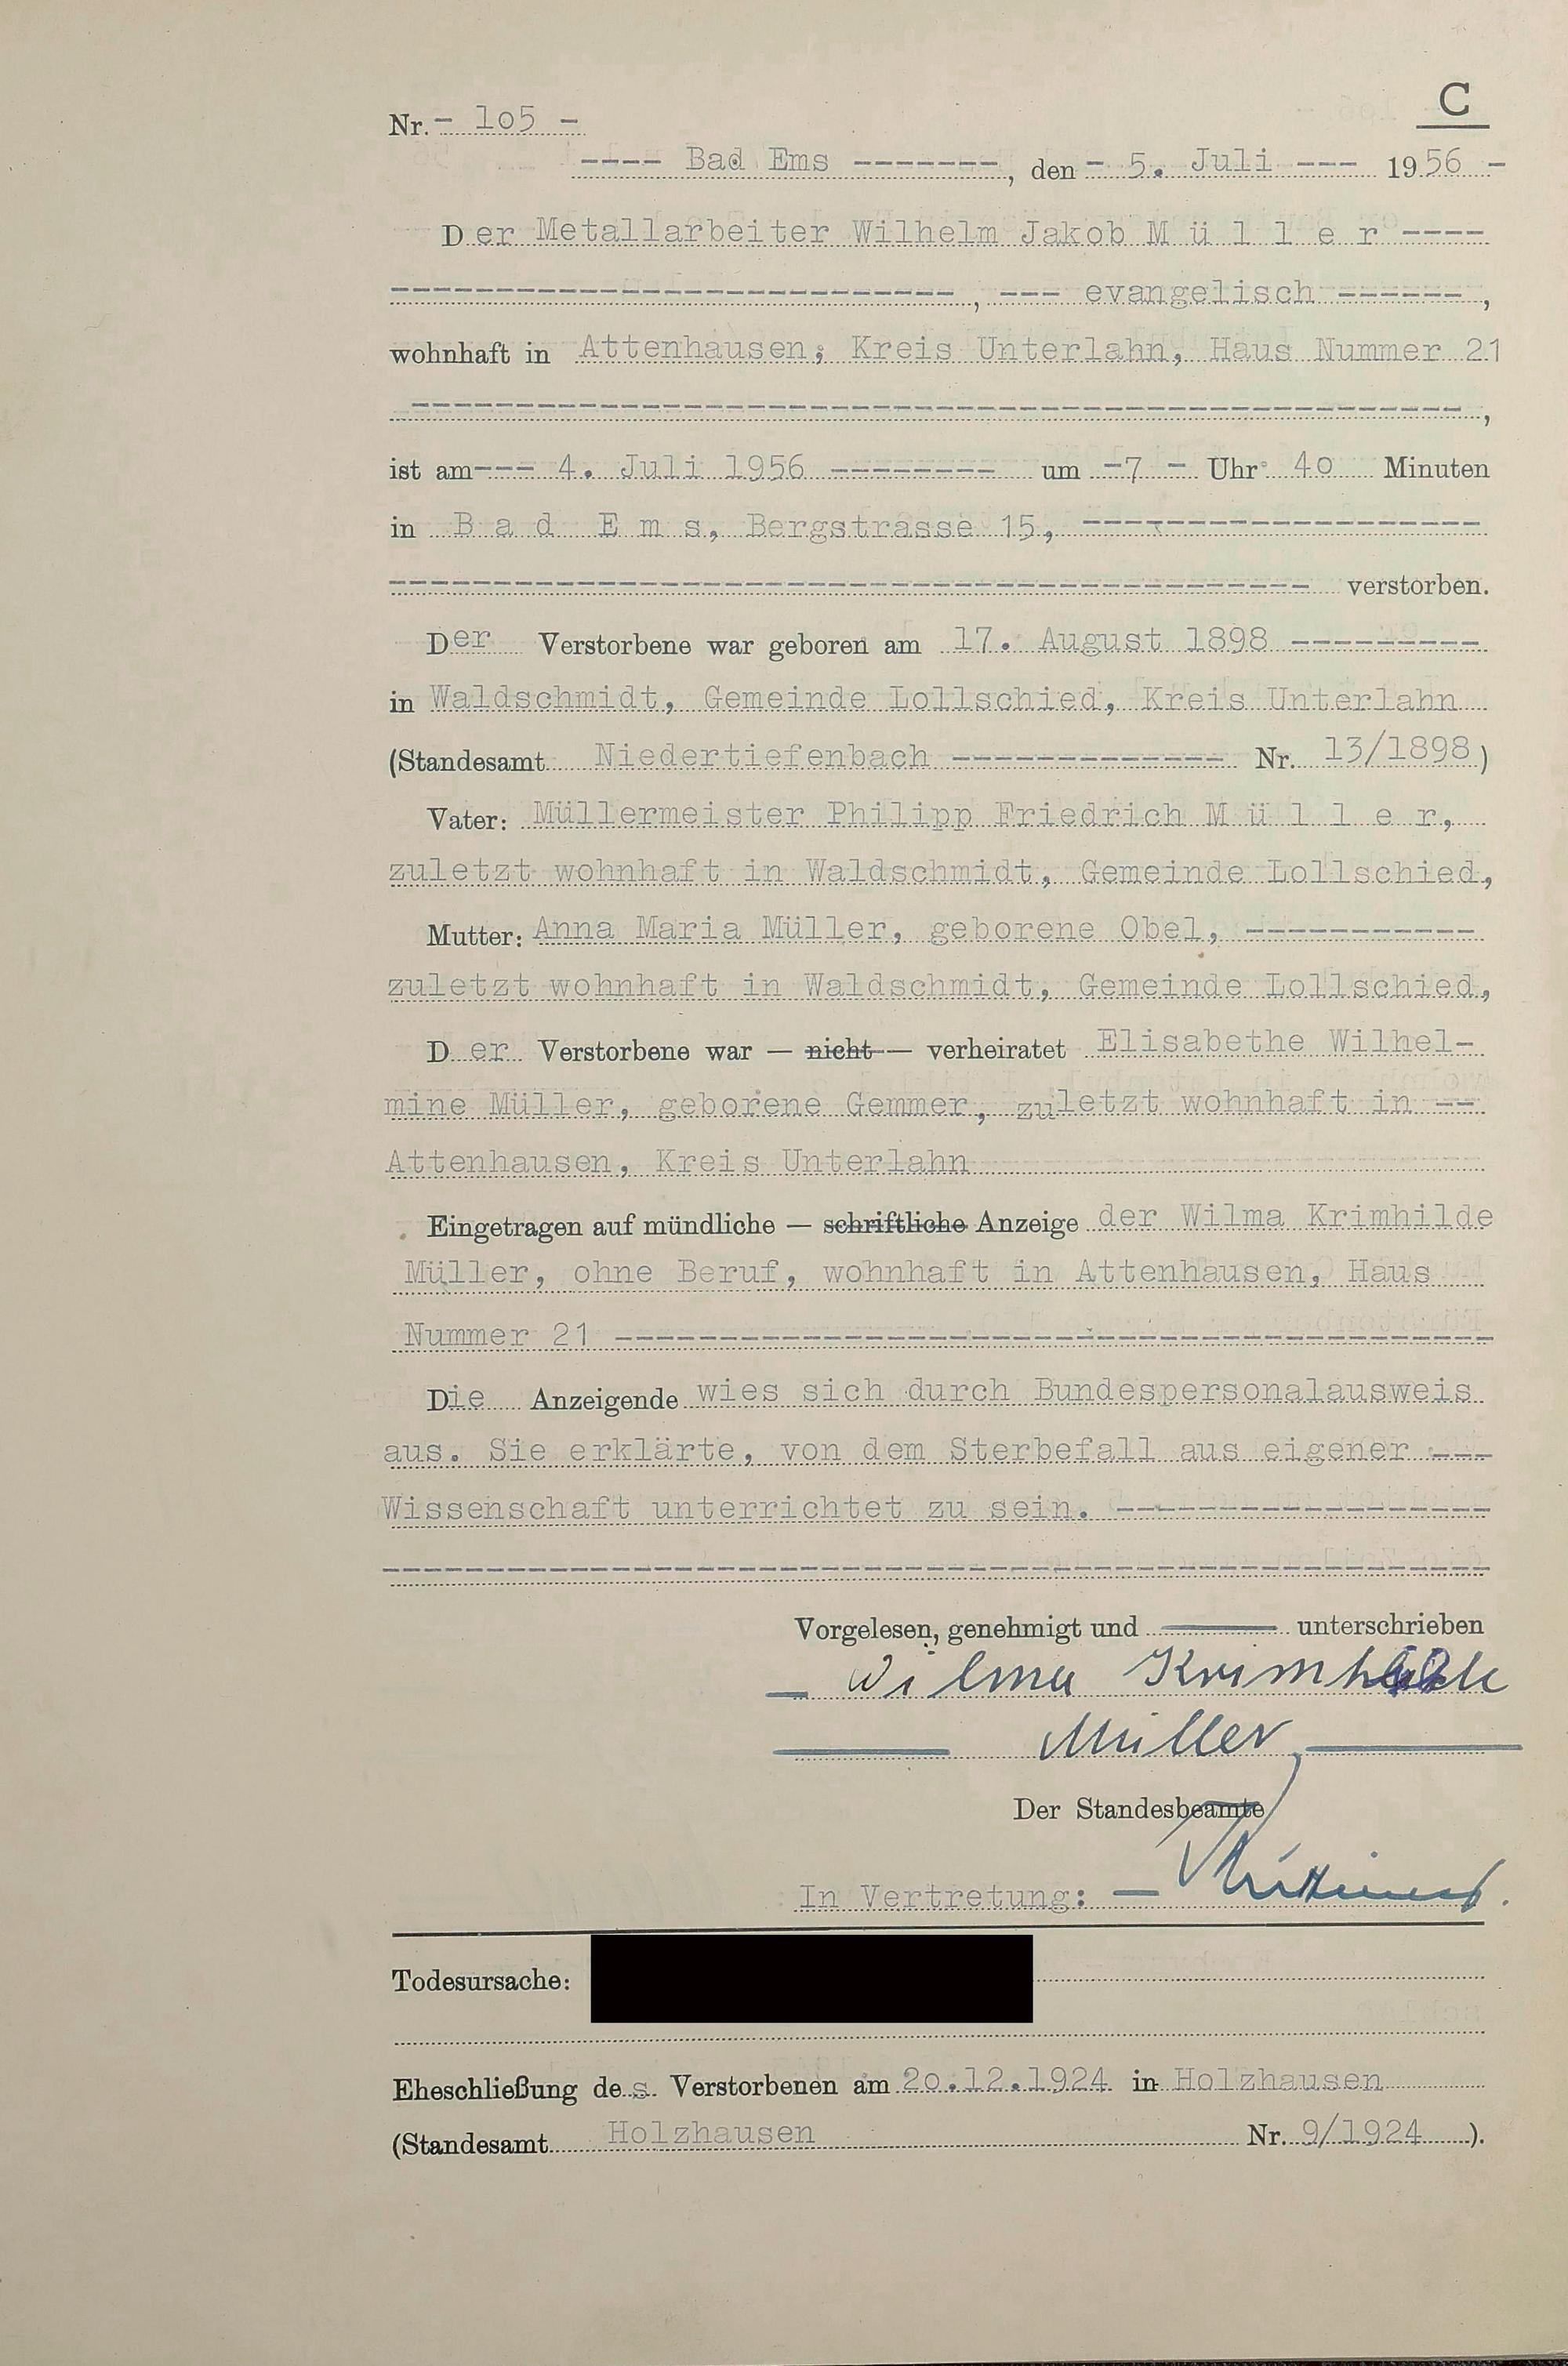 C
Nr. - 1o5 -
---- Bad Ems -------, den - 5. Juli --- 1956 -
Der Metallarbeiter Wilhelm Jakob M ü l l e r ----
----------------------------, --- evangelisch ------,
wohnhaft in Attenhausen, Kreis Unterlahn, Haus Nummer 21
----------------------------------------------------,
ist am --- 4. Juli 1956 -------- um -7 - Uhr 4o Minuten
in B a d E m s, Bergstrasse 15, -------------------
---------------------------------------------- verstorben.
Der Verstorbene war geboren am 17. August 1898 ---------
in Waldschmidt, Gemeinde Lollschied, Kreis Unterlahn
(Standesamt Niedertiefenbach ------------- Nr. 13/1898)
Vater: Müllermeister Philipp Friedrich M ü l l e r,
zuletzt wohnhaft in Waldschmidt, Gemeinde Lollschied,
Mutter: Anna Maria Müller, geborene Obel, -----------
zuletzt wohnhaft in Waldschmidt, Gemeinde Lollschied,
Der Verstorbene war — nicht — verheiratet Elisabethe Wilhel-
mine Müller, geborene Gemmer, zuletzt wohnhaft in --
Attenhausen, Kreis Unterlahn
Eingetragen auf mündliche — schriftliche Anzeige der Wilma Krimhilde
Müller, ohne Beruf, wohnhaft in Attenhausen, Haus
Nummer 21 --------------------------------------------
Die Anzeigende wies sich durch Bundespersonalausweis
aus. Sie erklärte, von dem Sterbefall aus eigener ---
Wissenschaft unterrichtet zu sein. ------------------
-------------------------------------------------------
Vorgelesen, genehmigt und ——— unterschrieben
— Wilma Krimhilde
—— Müller ——
Der Standesbeamte
In Vertretung: —
Todesursache:
Eheschließung des Verstorbenen am 2o.12.1924 in Holzhausen
(Standesamt Holzhausen Nr. 9/1924).